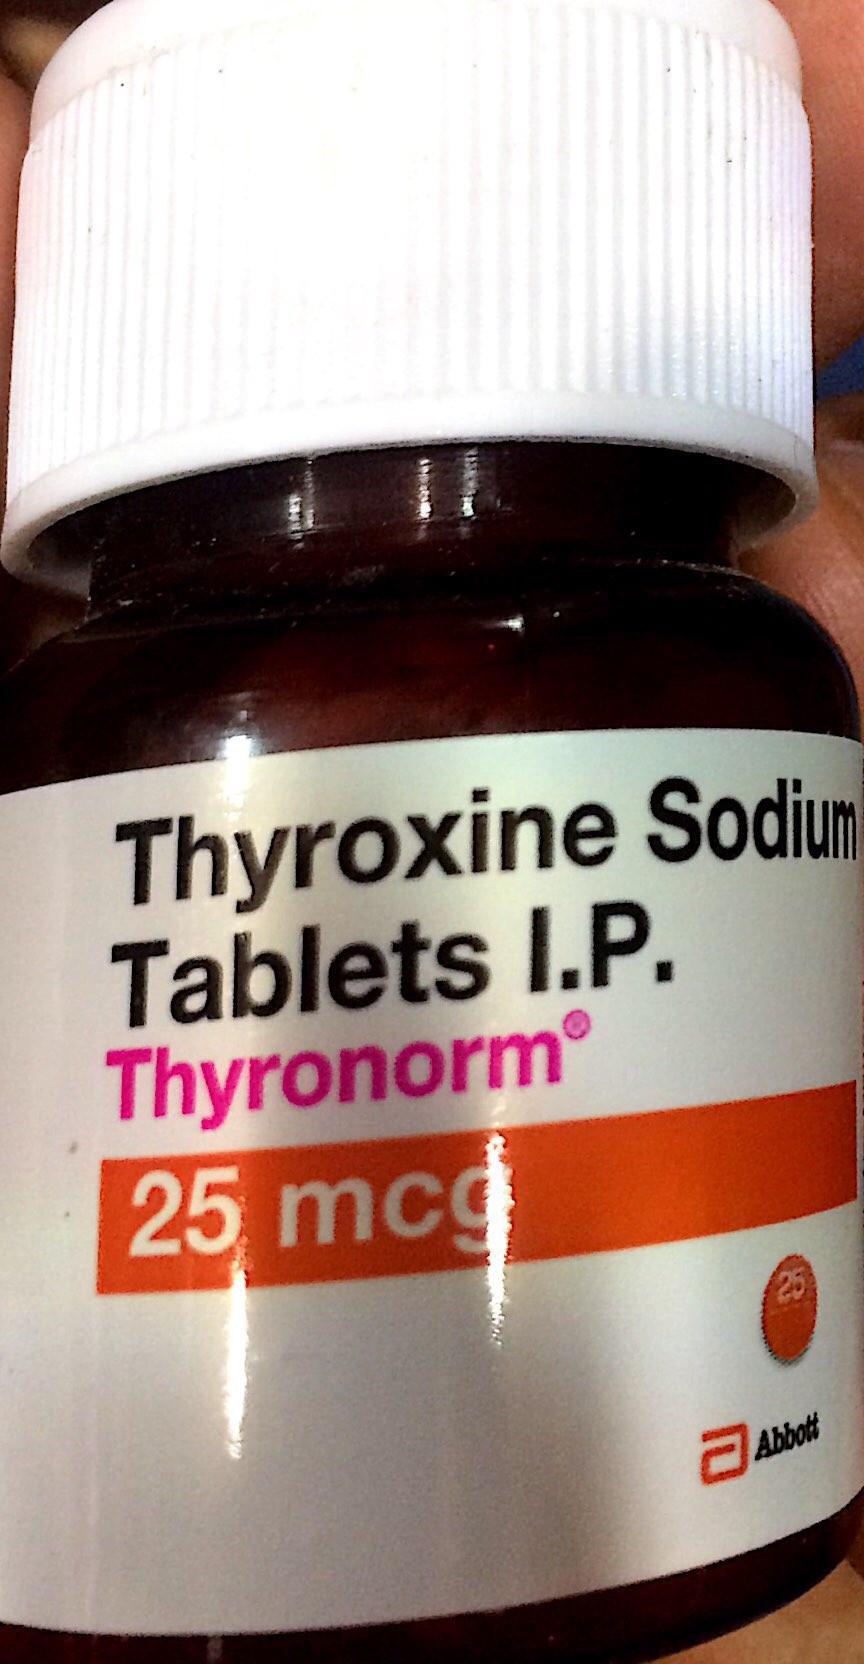 Thyroxine Sodium
Tablets I.P.
Thyronorm®
25 mcg
25
a Abbott